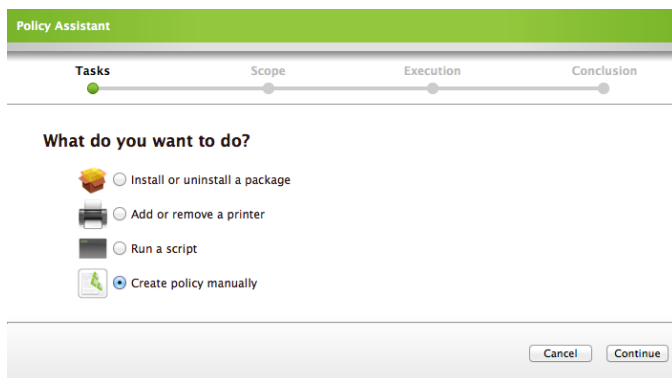 Policy Assistant
Tasks Scope Execution Conclusion
What do you want to do?
Install or uninstall a package
Add or remove a printer
Run a script
Create policy manually
Cancel Continue